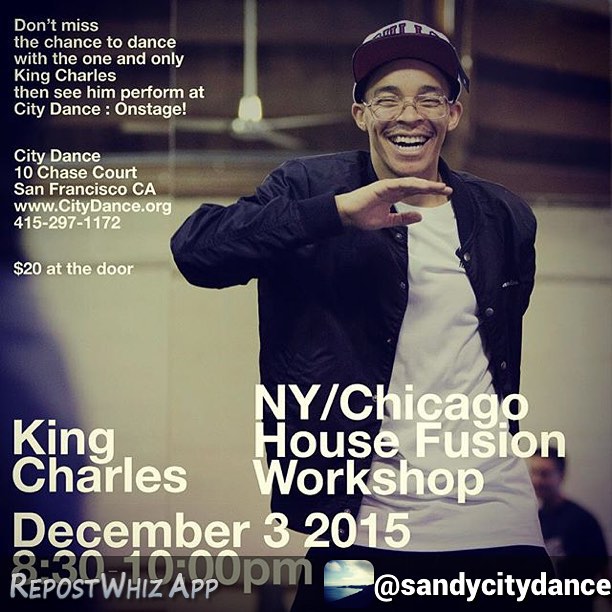 Don't miss
the chance to dance
with the one and only
King Charles
then see him perform at
City Dance : Onstage!
City Dance
10 Chase Court
San Francisco CA
www.CityDance.org
415-297-1172
$20 at the door
King
Charles
NY/Chicago
House Fusion
Workshop
December 3 2015
8:30-10:00pm
RepostWhiz App
@sandycitydance